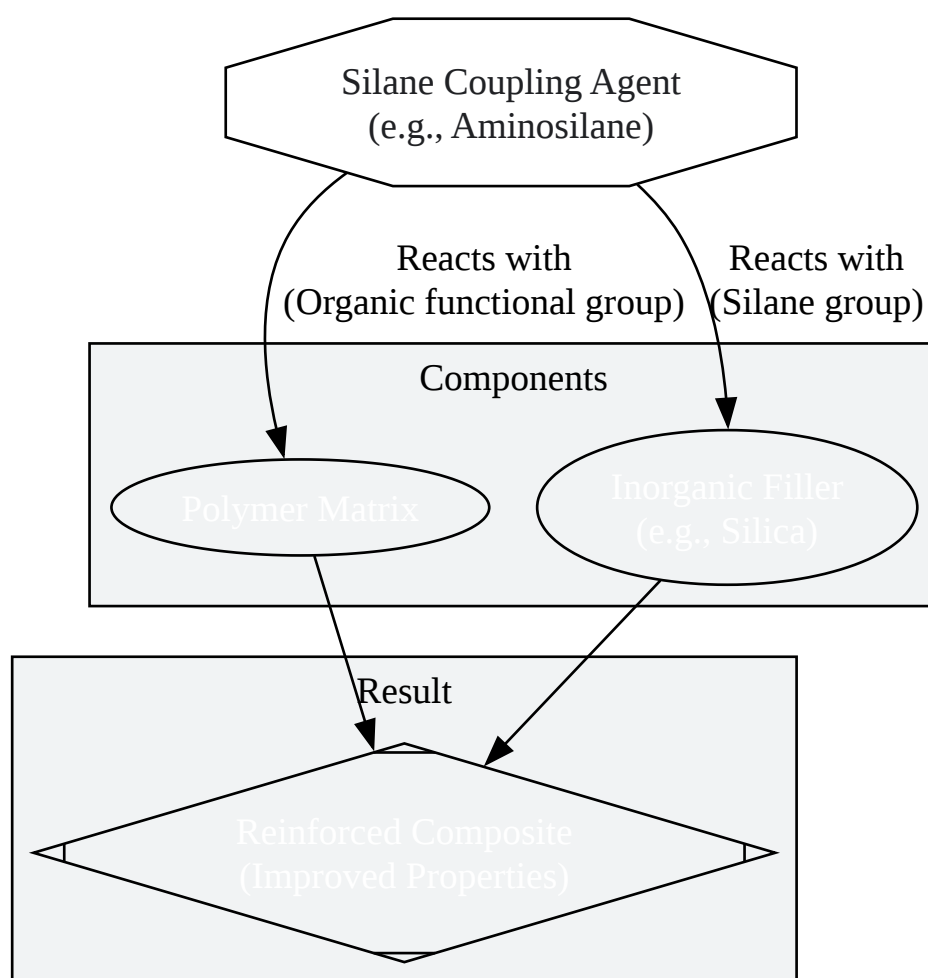 Silane Coupling Agent
(e.g., Aminosilane)
Reacts with
(Organic functional group)
Reacts with
(Silane group)
Components
Polymer Matrix
Inorganic Filler
(e.g., Silica)
Result
Reinforced Composite
(Improved Properties)